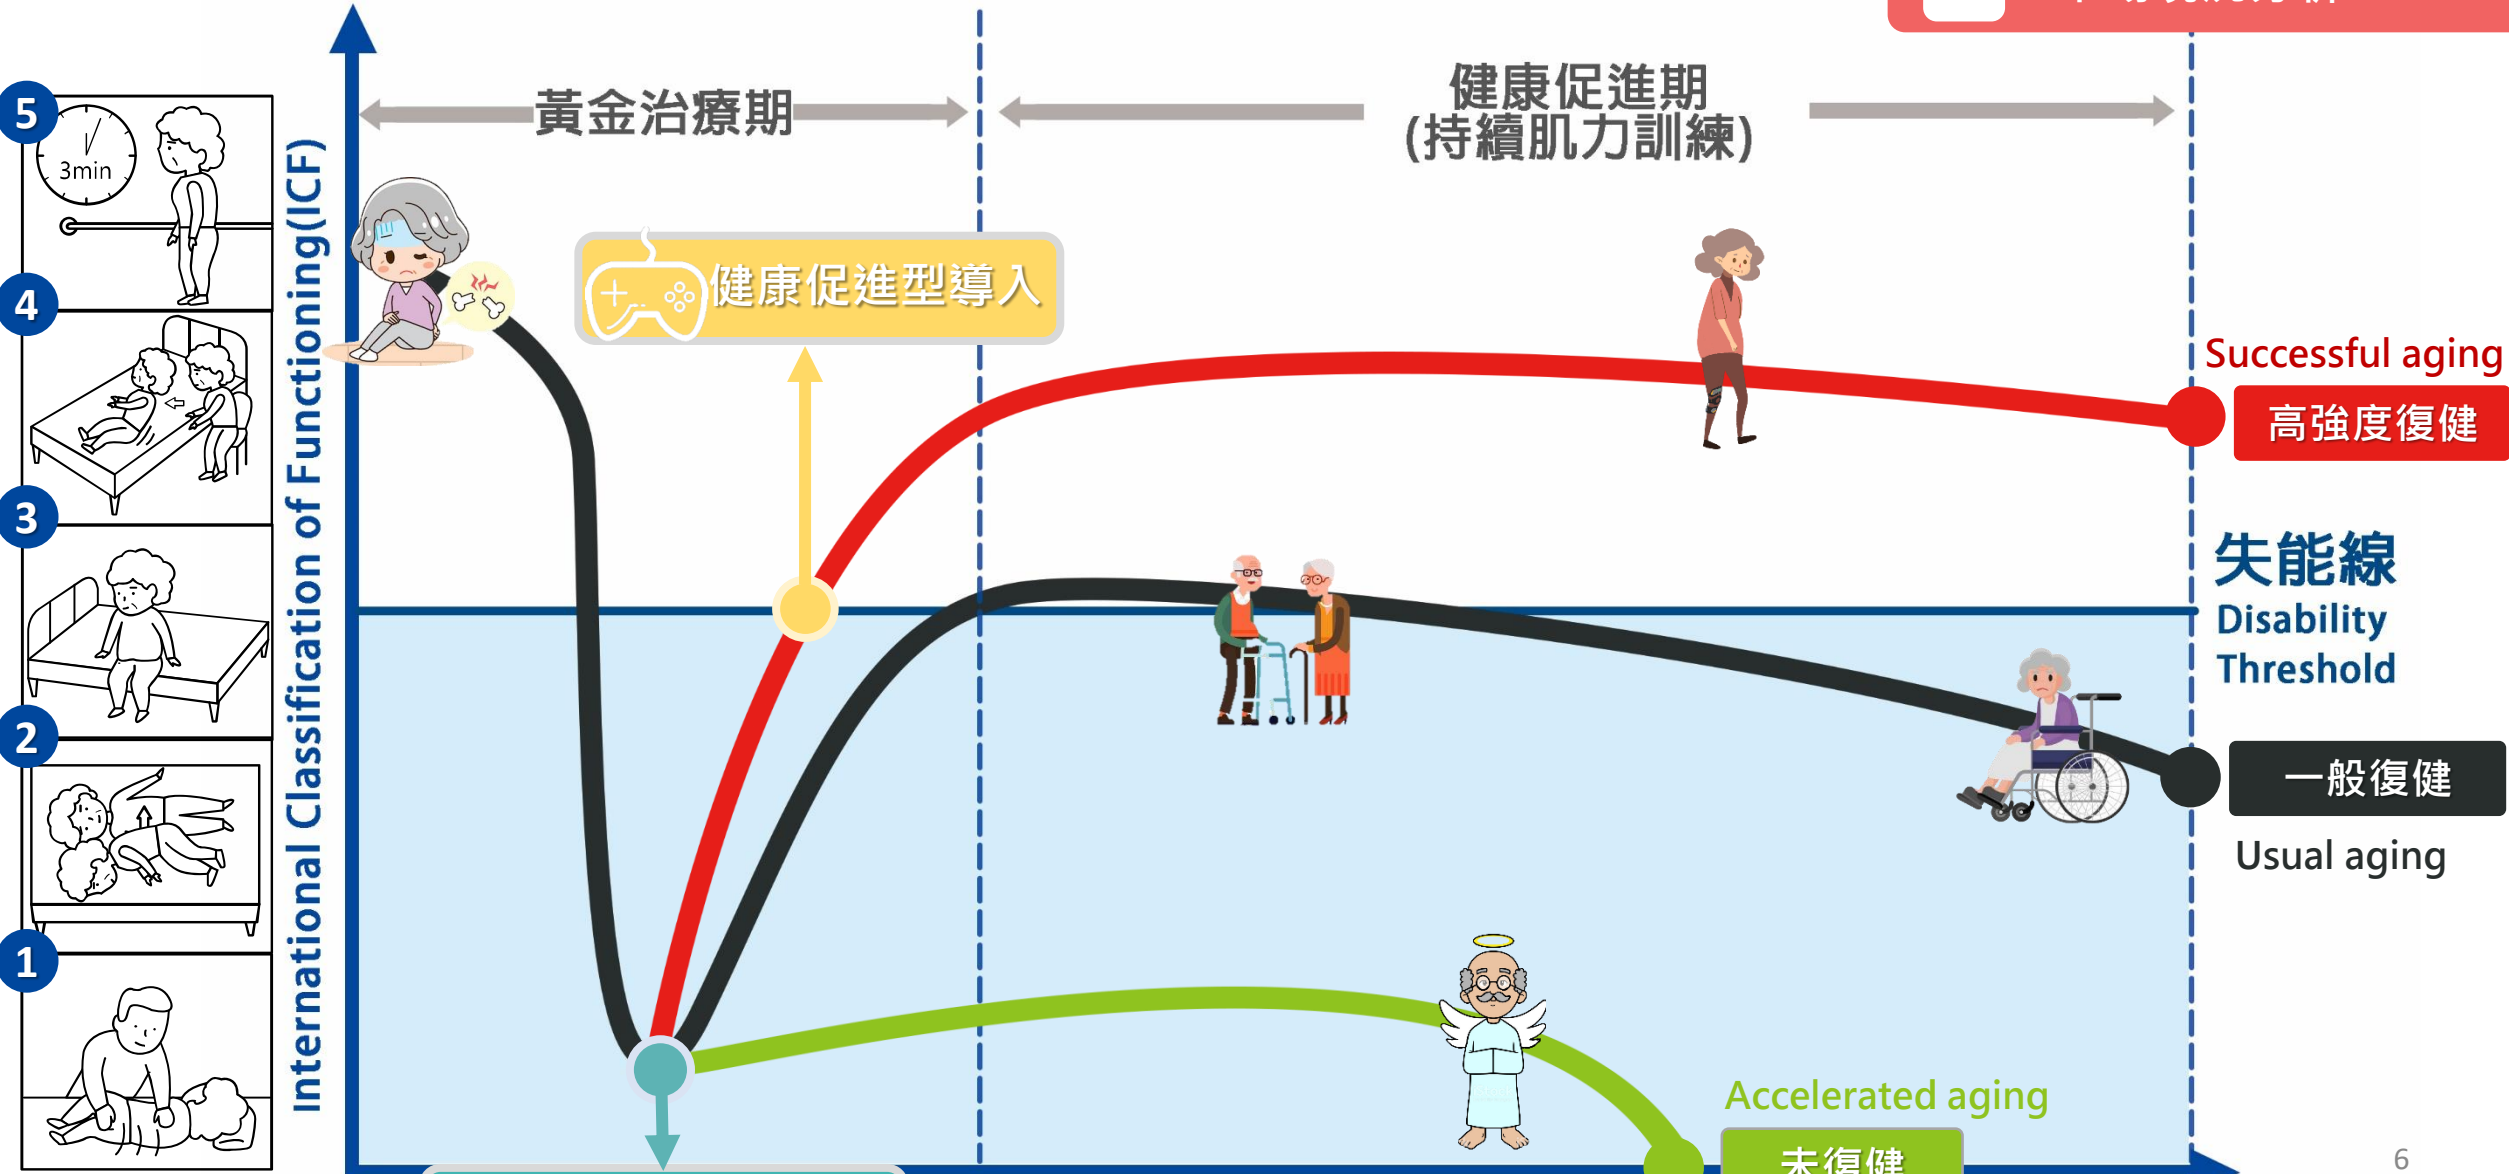 黃金治療期
健康促進期
(持續肌力訓練)
5
3min
4
3
2
1
International Classification of Functioning(ICF)
健康促進型導入
Successful aging
高強度復健
失能線
Disability
Threshold
一般復健
Usual aging
Accelerated aging
未復健
6